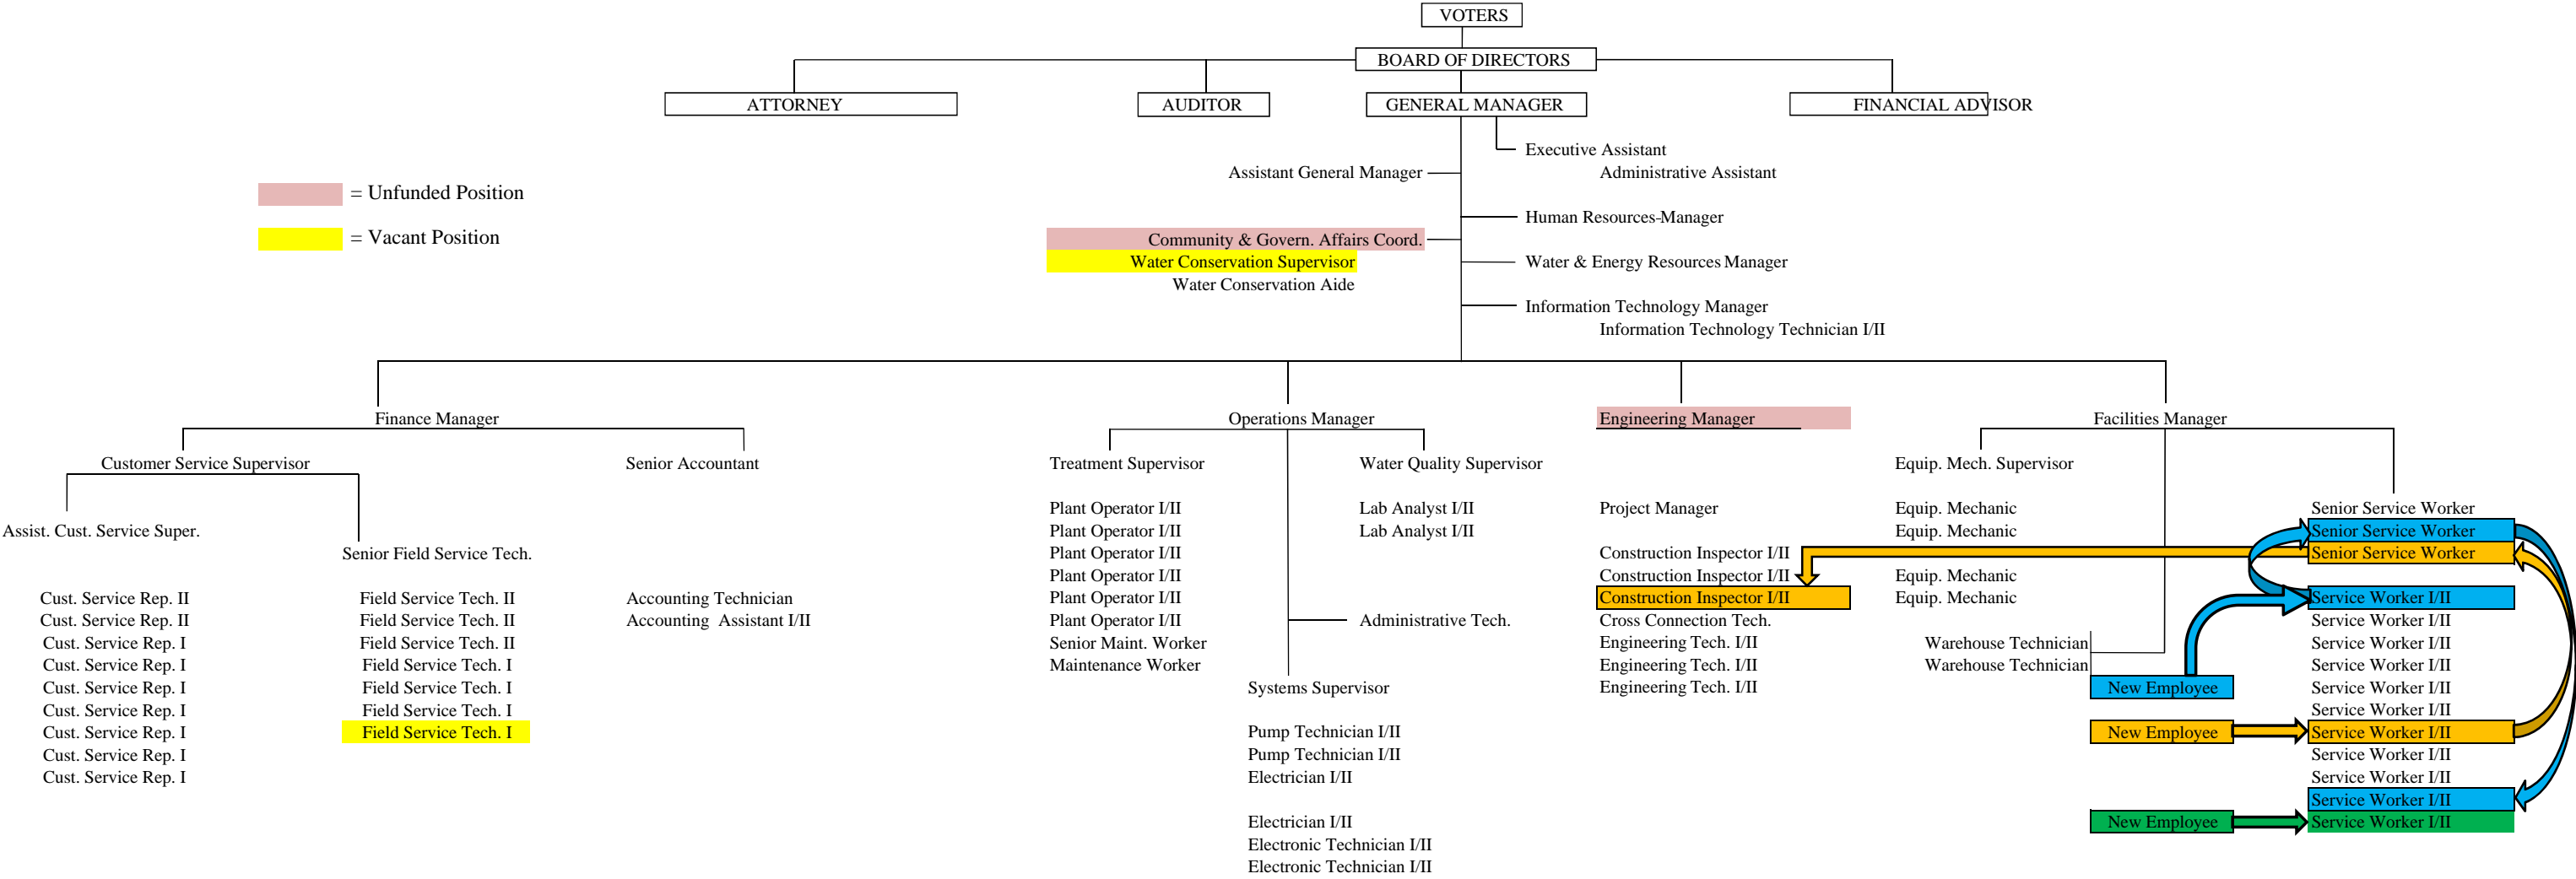 VOTERS
BOARD OF DIRECTORS
ATTORNEY
AUDITOR
GENERAL MANAGER
FINANCIAL ADVISOR
Executive Assistant
Administrative Assistant
Assistant General Manager
= Unfunded Position
= Vacant Position
Human Resources-Manager
Community & Govern. Affairs Coord.
Water Conservation Supervisor
Water Conservation Aide
Water & Energy Resources Manager
Information Technology Manager
Information Technology Technician I/II
Finance Manager
Customer Service Supervisor
Senior Accountant
Assist. Cust. Service Super.
Cust. Service Rep. II
Cust. Service Rep. II
Cust. Service Rep. I
Cust. Service Rep. I
Cust. Service Rep. I
Cust. Service Rep. I
Cust. Service Rep. I
Cust. Service Rep. I
Cust. Service Rep. I
Senior Field Service Tech.
Field Service Tech. II
Field Service Tech. II
Field Service Tech. II
Field Service Tech. I
Field Service Tech. I
Field Service Tech. I
Field Service Tech. I
Accounting Technician
Accounting Assistant I/II
Operations Manager
Treatment Supervisor
Plant Operator I/II
Plant Operator I/II
Plant Operator I/II
Plant Operator I/II
Plant Operator I/II
Plant Operator I/II
Senior Maint. Worker
Maintenance Worker
Water Quality Supervisor
Lab Analyst I/II
Lab Analyst I/II
Administrative Tech.
Systems Supervisor
Pump Technician I/II
Pump Technician I/II
Electrician I/II
Electrician I/II
Electronic Technician I/II
Electronic Technician I/II
Engineering Manager
Project Manager
Construction Inspector I/II
Construction Inspector I/II
Construction Inspector I/II
Cross Connection Tech.
Engineering Tech. I/II
Engineering Tech. I/II
Engineering Tech. I/II
Facilities Manager
Equip. Mech. Supervisor
Equip. Mechanic
Equip. Mechanic
Equip. Mechanic
Equip. Mechanic
Warehouse Technician
Warehouse Technician
New Employee
New Employee
New Employee
Senior Service Worker
Senior Service Worker
Senior Service Worker
Service Worker I/II
Service Worker I/II
Service Worker I/II
Service Worker I/II
Service Worker I/II
Service Worker I/II
Service Worker I/II
Service Worker I/II
Service Worker I/II
Service Worker I/II
Service Worker I/II